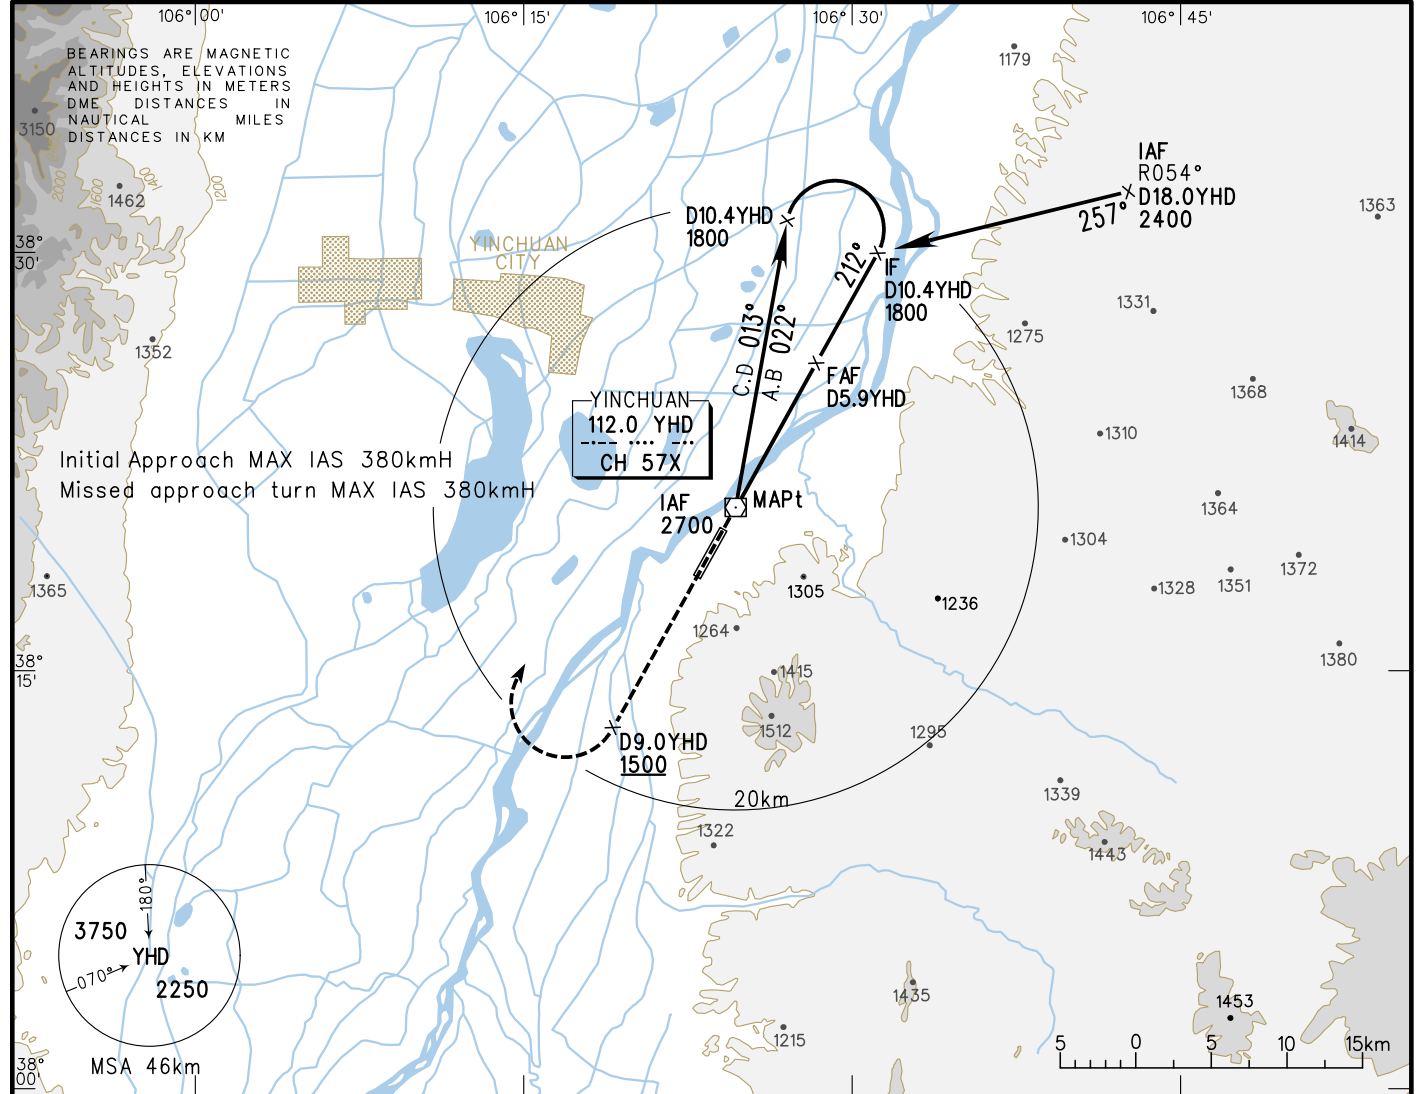 106° 00'
106° 15'
106° 30'
106° 45'
BEARINGS ARE MAGNETIC
ALTITUDES, ELEVATIONS
AND HEIGHTS IN METERS
DME DISTANCES IN
NAUTICAL MILES
DISTANCES IN KM
1179
3150
2000
1600
1400
1200
1462
IAF
R054°
D18.0YHD
2400
257°
1363
D10.4YHD
1800
38°
30'
YINCHUAN
CITY
212°
IF
D10.4YHD
1800
1331
1275
1352
C.D 013°
A.B 022°
FAF
D5.9YHD
1368
YINCHUAN
112.0 YHD
CH 57X
1310
1414
Initial Approach MAX IAS 380kmH
Missed approach turn MAX IAS 380kmH
IAF
2700
MAPt
1364
1304
1372
1365
1305
1328
1351
1236
1264
1380
38°
15'
1415
1512
1295
D9.0YHD
1500
20km
1339
1322
1443
180°
3750
YHD
070°
2250
1435
1453
1215
MSA 46km
5 0 5 10 15km
38°
00'